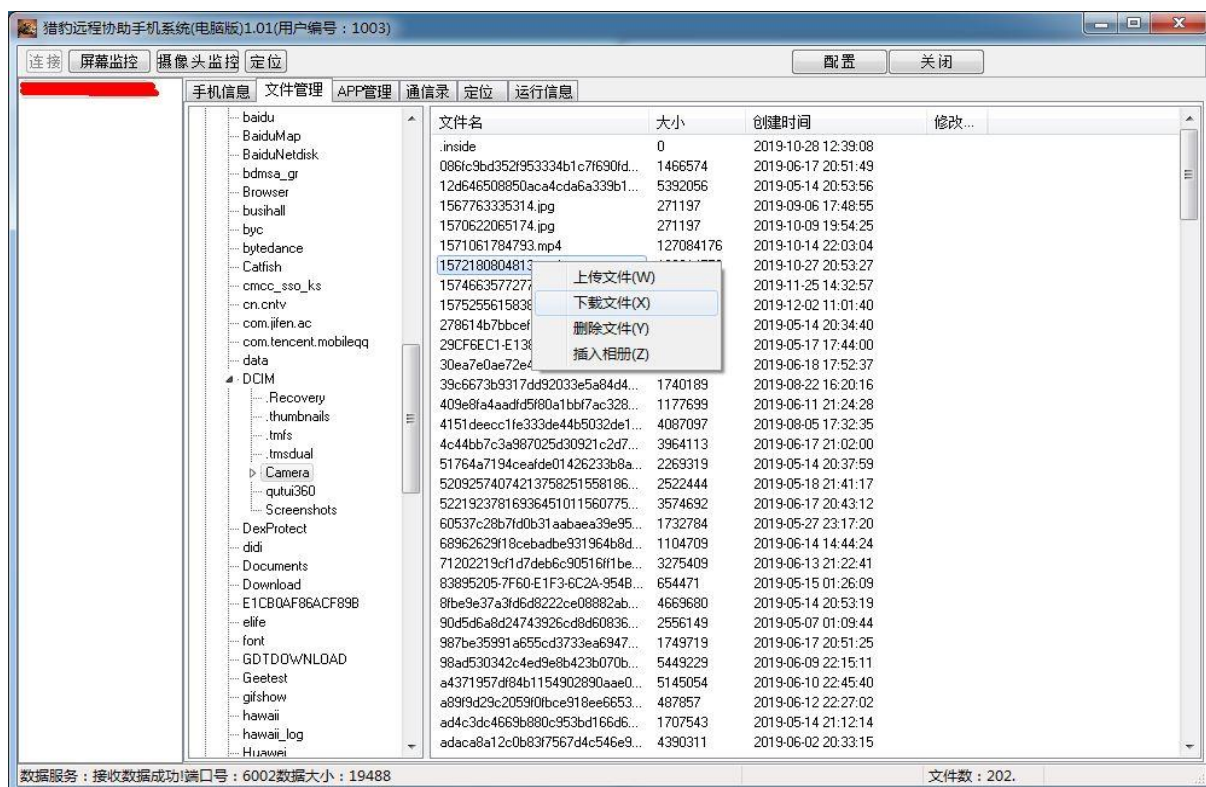 猎豹远程协助手机系统(电脑版)1.01(用户编号：1003)
连接 屏幕监控 摄像头监控 定位 配置 关闭
手机信息 文件管理 APP管理 通信录 定位 运行信息
baidu
BaiduMap
BaiduNetdisk
bdmsa_gr
Browser
busihall
byc
bytedance
Catfish
cmcc_sso_ks
cn.cntv
com.jifen.ac
com.tencent.mobileqq
data
DCIM
.Recovery
.thumbnails
.tmfs
.tmsdual
Camera
qutui360
Screenshots
DexProtect
didi
Documents
Download
E1CB0AF86ACF89B
elife
font
GDTDOWNLOAD
Geetest
gifshow
hawaii
hawaii_log
Huawei
文件名 大小 创建时间 修改...
.inside 0 2019-10-28 12:39:08
086fc9bd352f953334b1c7f690fd... 1466574 2019-06-17 20:51:49
12d646508850aca4cda6a339b1... 5392056 2019-05-14 20:53:56
1567763335314.jpg 271197 2019-09-06 17:48:55
1570622065174.jpg 271197 2019-10-09 19:54:25
1571061784793.mp4 127084176 2019-10-14 22:03:04
1572180804813 2019-10-27 20:53:27
1574663577277 2019-11-25 14:32:57
1575255615838 2019-12-02 11:01:40
278614b7bbcef 2019-05-14 20:34:40
29CF6EC1-E138 2019-05-17 17:44:00
30ea7e0ae72e4 2019-06-18 17:52:37
39c6673b9317dd92033e5a84d4... 1740189 2019-08-22 16:20:16
409e8fa4aadfd5f80a1bbf7ac328... 1177699 2019-06-11 21:24:28
4151deecc1fe333de44b5032de1... 4087097 2019-08-05 17:32:35
4c44bb7c3a987025d30921c2d7... 3964113 2019-06-17 21:02:00
51764a7194ceafde01426233b8a... 2269319 2019-05-14 20:37:59
520925740742137582515581​86... 2522444 2019-05-18 21:41:17
522192378169364510115607​75... 3574692 2019-06-17 20:43:12
60537c28b7fd0b31aabaea39e95... 1732784 2019-05-27 23:17:20
68962629f18cebadbe931964b8d... 1104709 2019-06-14 14:44:24
71202219cf1d7deb6c90516ff1be... 3275409 2019-06-13 21:22:41
83895205-7F60-E1F3-6C2A-954B... 654471 2019-05-15 01:26:09
8fbe9e37a3fd6d8222ce08882ab... 4669680 2019-05-14 20:53:19
90d5d6a8d24743926cd8d60836... 2556149 2019-05-07 01:09:44
987be35991a655cd3733ea6947... 1749719 2019-06-17 20:51:25
98ad530342c4ed9e8b423b070b... 5449229 2019-06-09 22:15:11
a4371957df84b1154902890aae0... 5145054 2019-06-10 22:45:40
a89f9d29c2059f0fbce918ee6653... 487857 2019-06-12 22:27:02
ad4c3dc4669b880c953bd166d6... 1707543 2019-05-14 21:12:14
adaca8a12c0b83f7567d4c546e9... 4390311 2019-06-02 20:33:15
上传文件(W)
下载文件(X)
删除文件(Y)
插入相册(Z)
数据服务：接收数据成功!端口号：6002数据大小：19488 文件数：202.